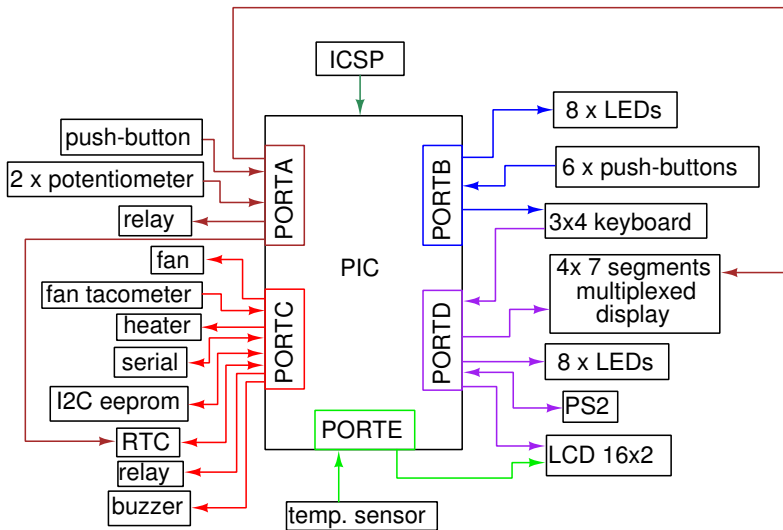 ICSP
push-button
2 x potentiometer
relay
PORTA
fan
fan tacometer
heater
serial
I2C eeprom
RTC
relay
buzzer
PORTC
PIC
PORTE
temp. sensor
PORTB
8 x LEDs
6 x push-buttons
3x4 keyboard
4x 7 segments
multiplexed
display
PORTD
8 x LEDs
PS2
LCD 16x2